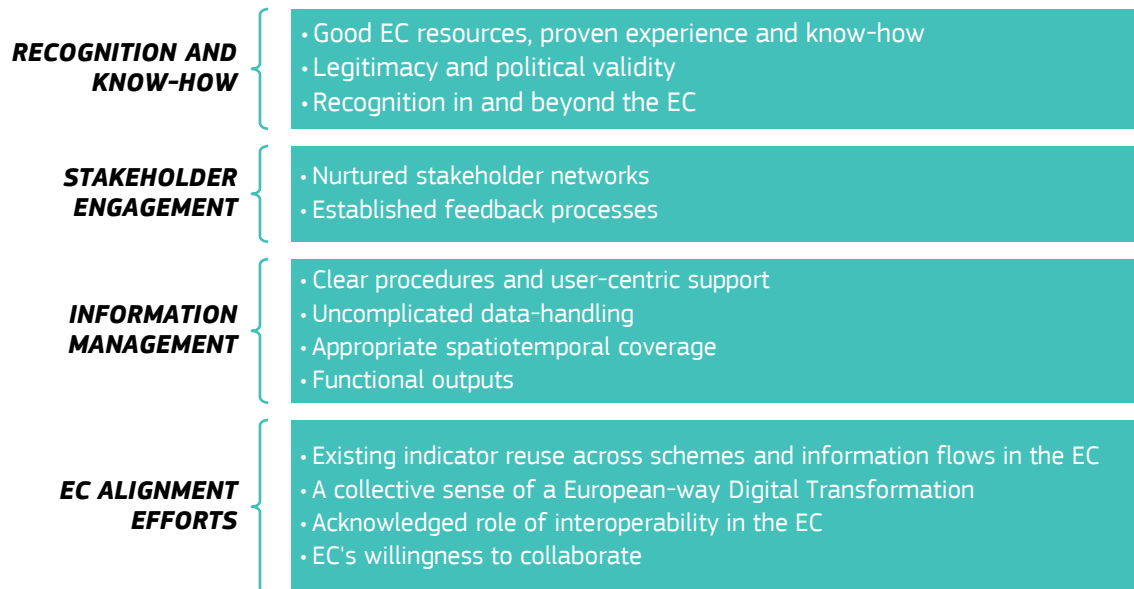 RECOGNITION AND
KNOW-HOW
• Good EC resources, proven experience and know-how
• Legitimacy and political validity
• Recognition in and beyond the EC
STAKEHOLDER
ENGAGEMENT
• Nurtured stakeholder networks
• Established feedback processes
INFORMATION
MANAGEMENT
• Clear procedures and user-centric support
• Uncomplicated data-handling
• Appropriate spatiotemporal coverage
• Functional outputs
EC ALIGNMENT
EFFORTS
• Existing indicator reuse across schemes and information flows in the EC
• A collective sense of a European-way Digital Transformation
• Acknowledged role of interoperability in the EC
• EC's willingness to collaborate